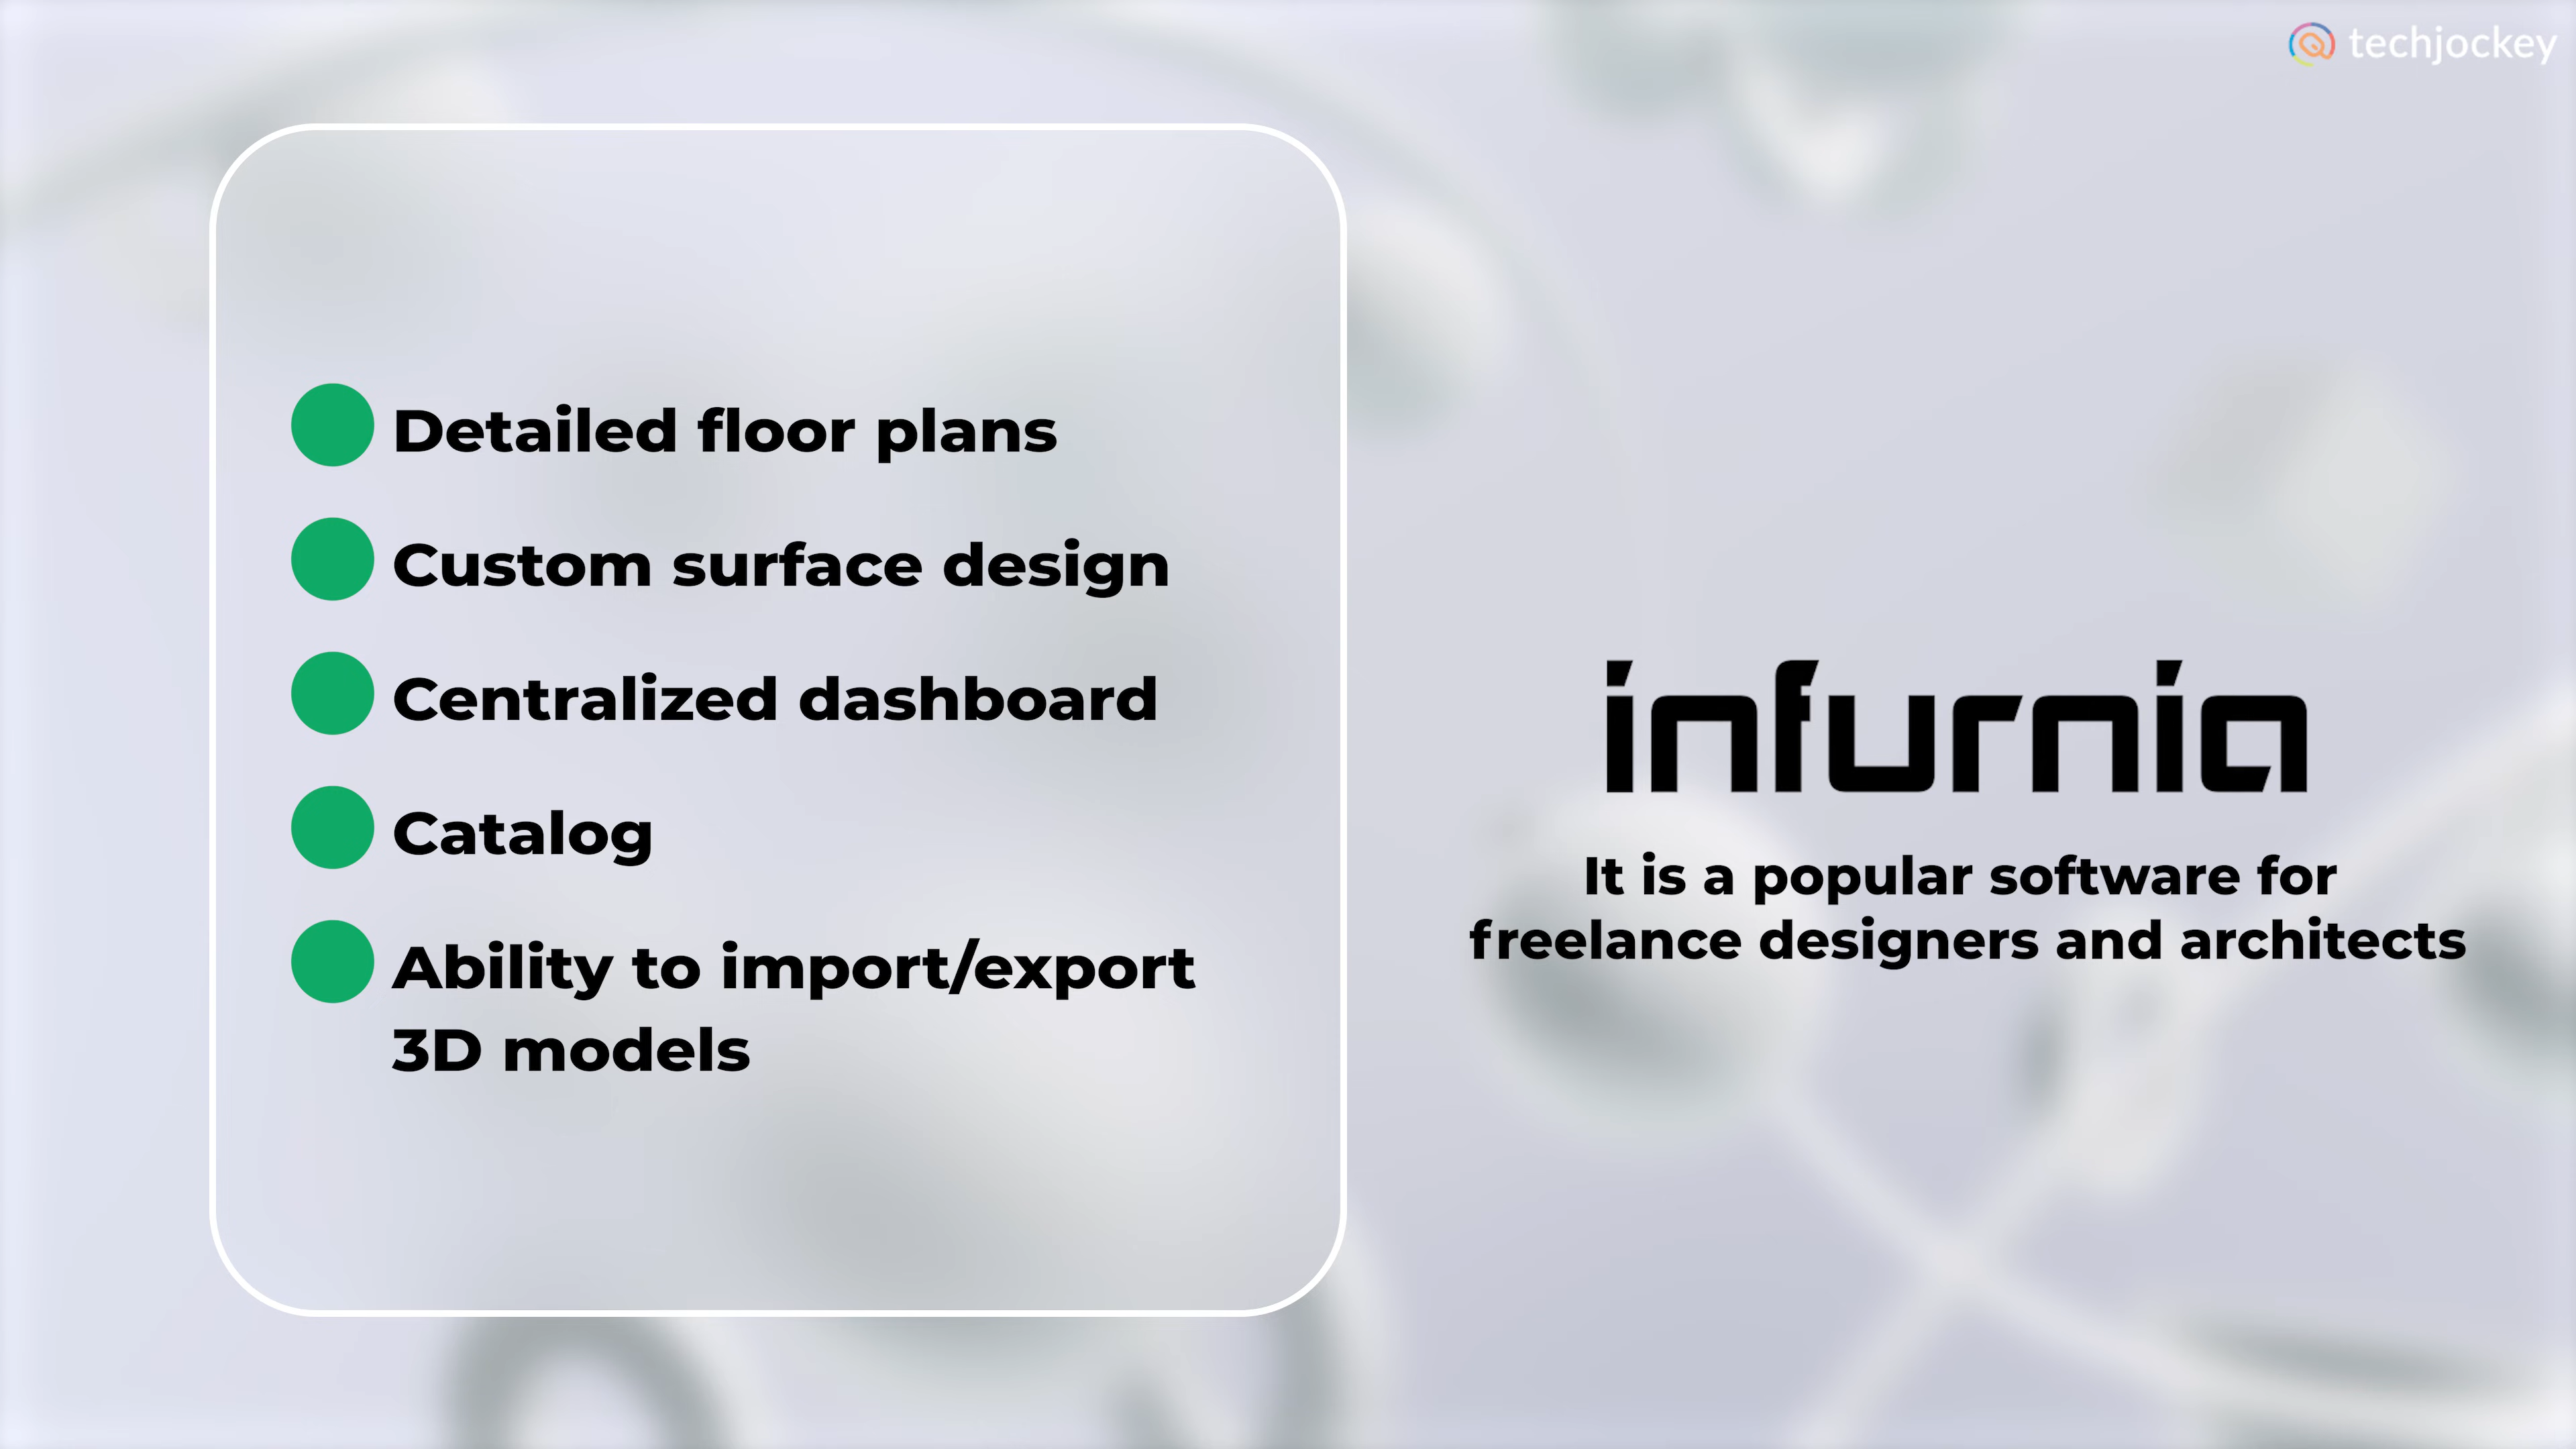 techjockey
Detailed floor plans
Custom surface design
Centralized dashboard
Catalog
Ability to import/export
3D models
infurnia
It is a popular software for
freelance designers and architects